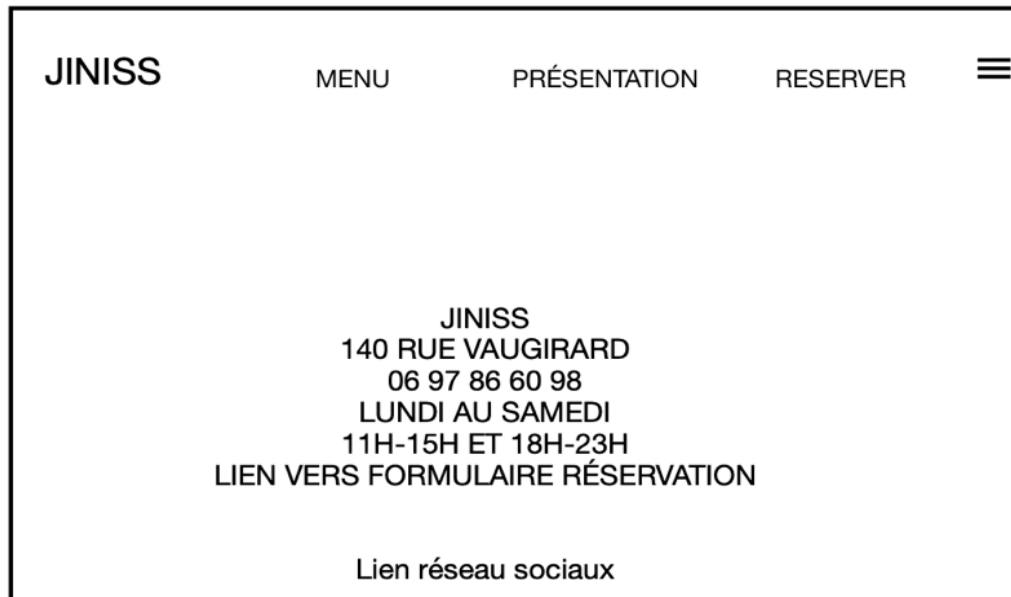 JINISS MENU PRÉSENTATION RESERVER
JINISS
140 RUE VAUGIRARD
06 97 86 60 98
LUNDI AU SAMEDI
11H-15H ET 18H-23H
LIEN VERS FORMULAIRE RÉSERVATION
Lien réseau sociaux